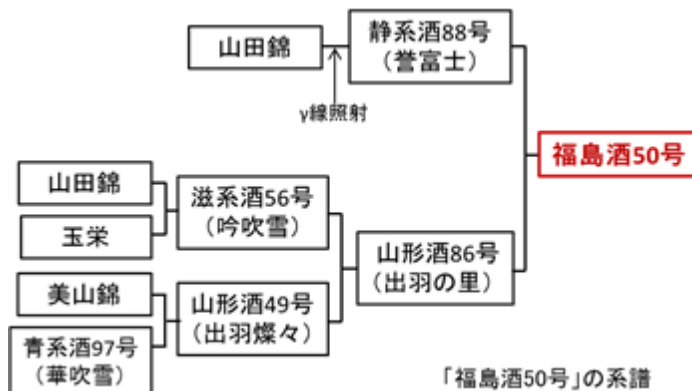 山田錦
静系酒88号
(誉富士)
γ線照射
福島酒50号
山田錦
玉栄
滋系酒56号
(吟吹雪)
山形酒86号
(出羽の里)
美山錦
青系酒97号
(華吹雪)
山形酒49号
(出羽燦々)
「福島酒50号」の系譜